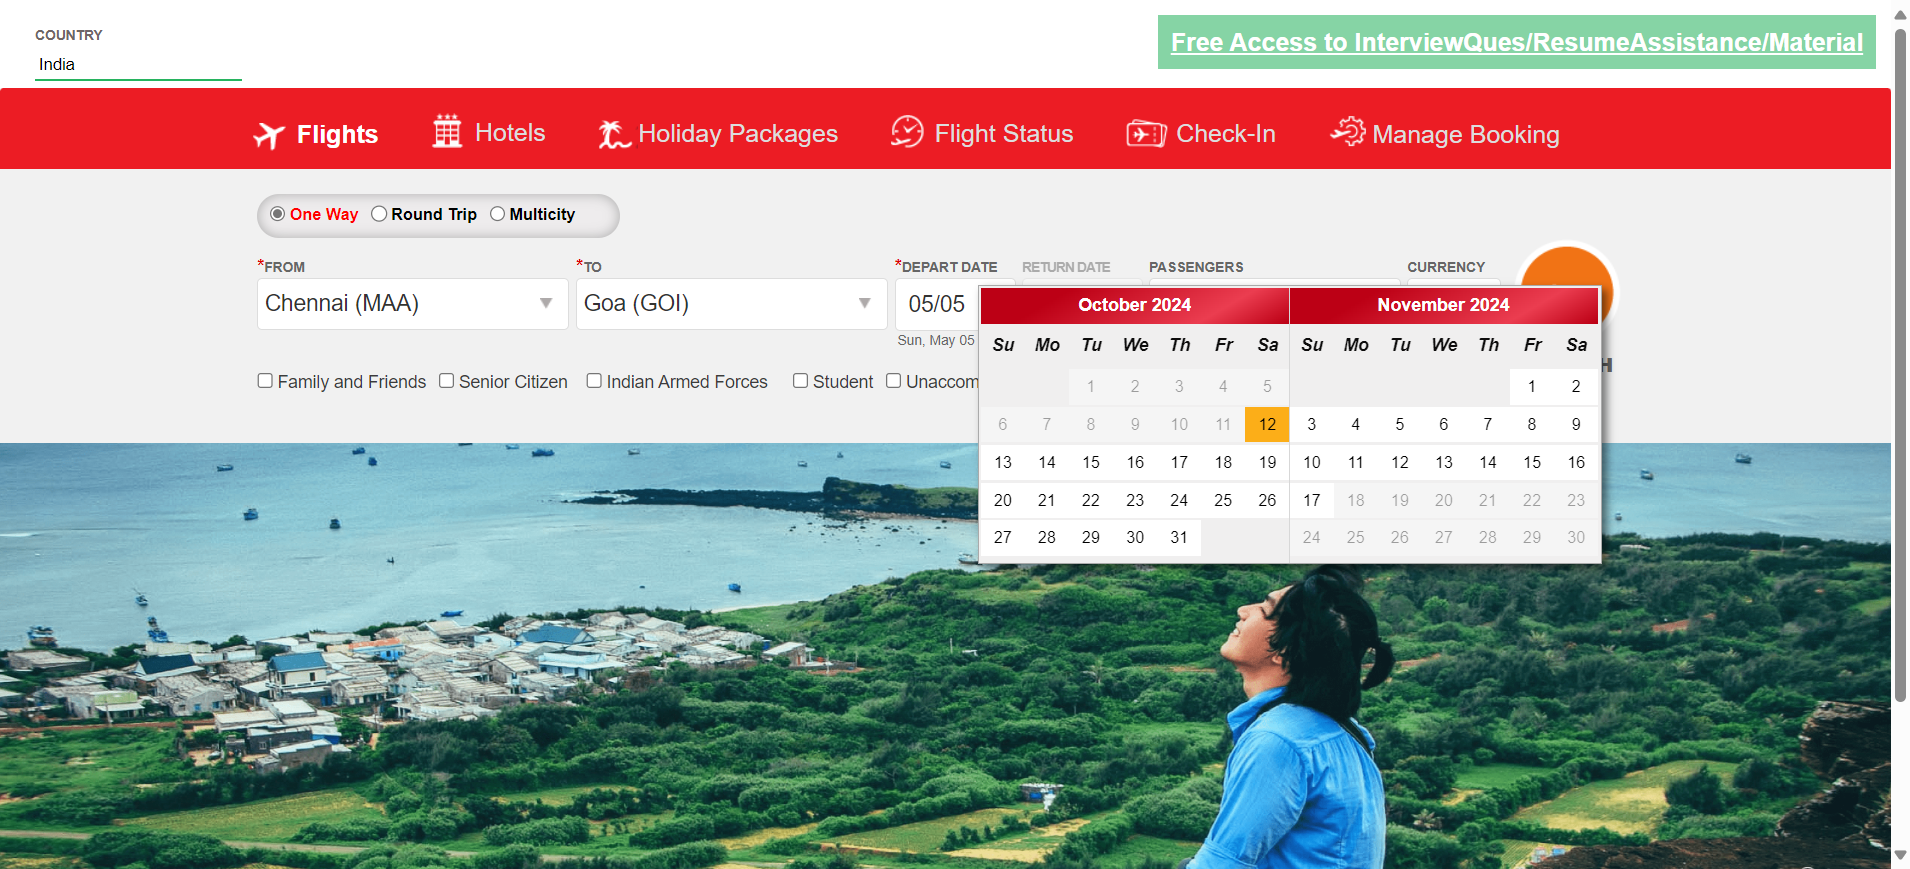 COUNTRY
India
Free Access to InterviewQues/ResumeAssistance/Material
Flights Hotels Holiday Packages Flight Status Check-In Manage Booking
One Way Round Trip Multicity
*FROM *TO *DEPART DATE RETURN DATE PASSENGERS CURRENCY
Chennai (MAA) Goa (GOI) 05/05
Sun, May 05
Family and Friends Senior Citizen Indian Armed Forces Student Unaccom
October 2024 November 2024
Su Mo Tu We Th Fr Sa Su Mo Tu We Th Fr Sa
H
1 2 3 4 5 1 2
6 7 8 9 10 11 12 3 4 5 6 7 8 9
13 14 15 16 17 18 19 10 11 12 13 14 15 16
20 21 22 23 24 25 26 17 18 19 20 21 22 23
27 28 29 30 31 24 25 26 27 28 29 30